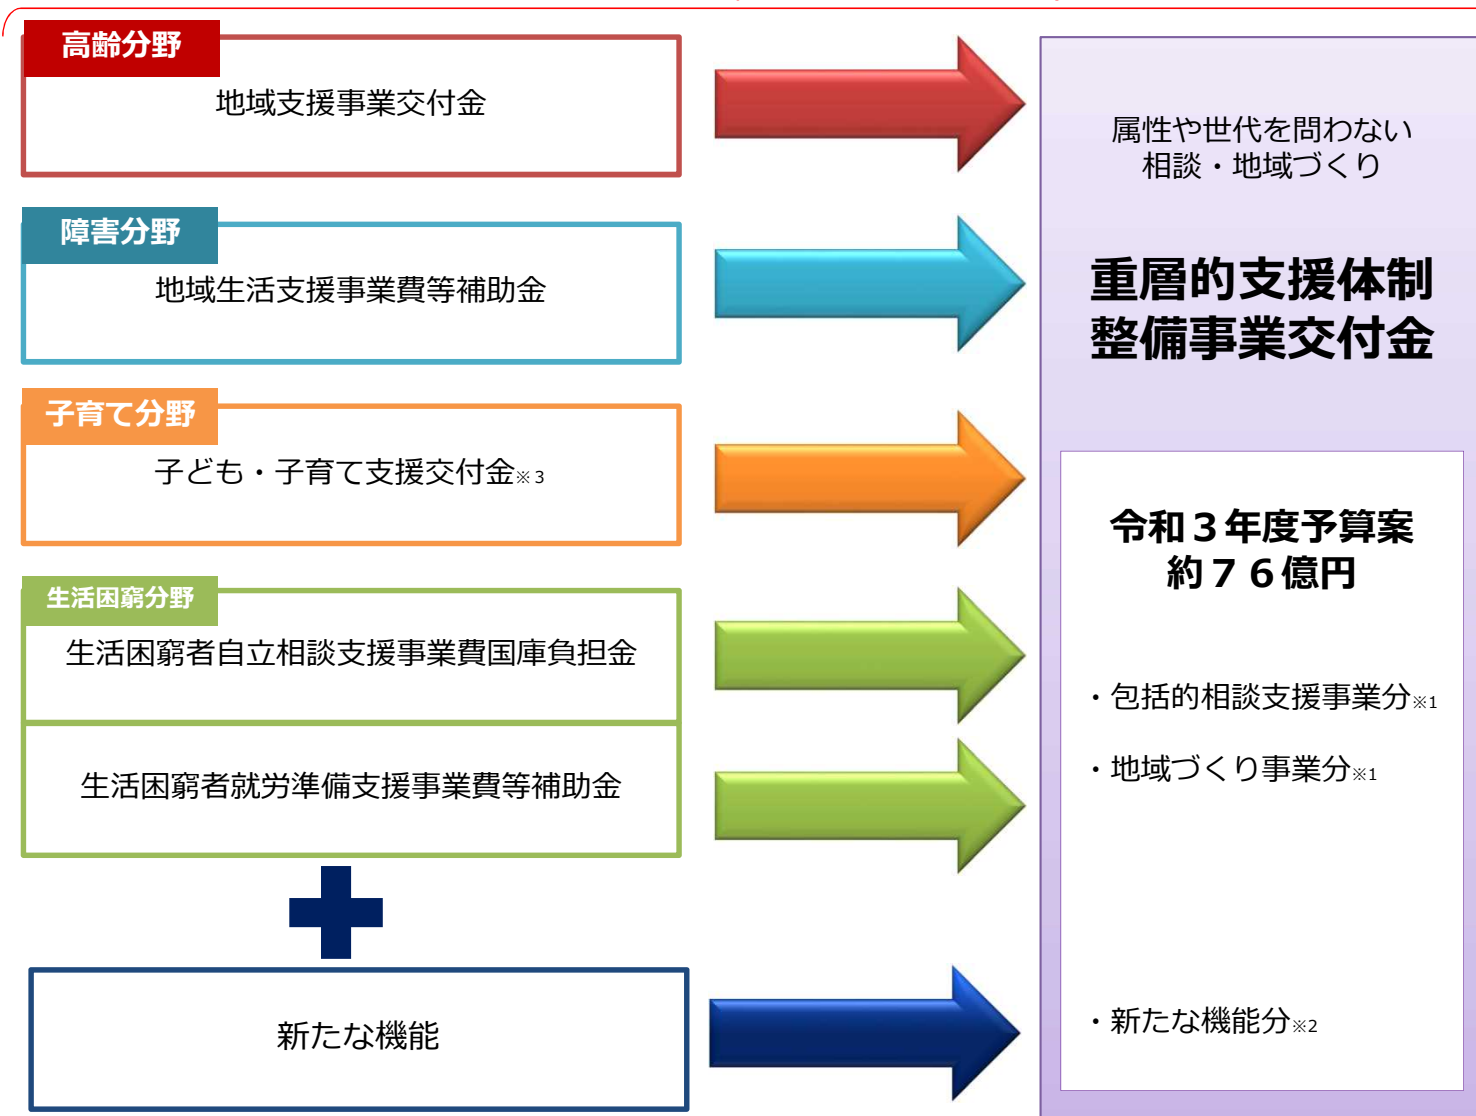 高齢分野
地域支援事業交付金
障害分野
地域生活支援事業費等補助金
子育て分野
子ども・子育て支援交付金※３
生活困窮分野
生活困窮者自立相談支援事業費国庫負担金
生活困窮者就労準備支援事業費等補助金
新たな機能
属性や世代を問わない
相談・地域づくり
重層的支援体制
整備事業交付金
令和３年度予算案
約７６億円
・包括的相談支援事業分※1
・地域づくり事業分※1
・新たな機能分※2